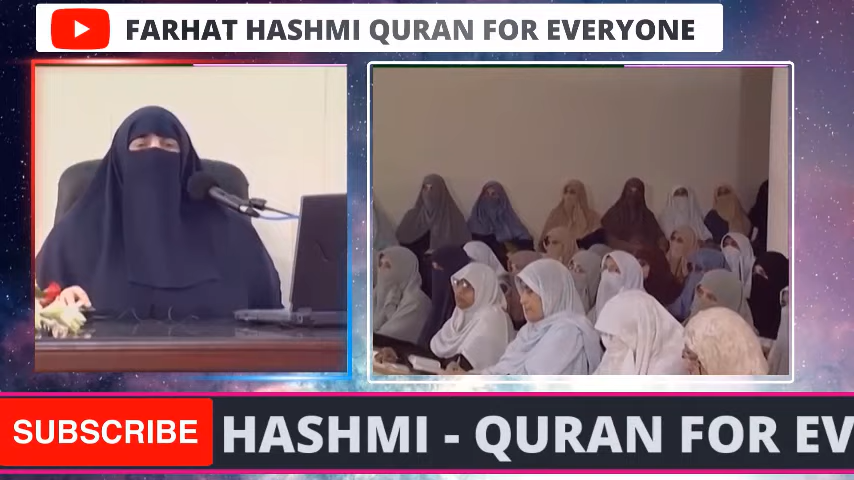 FARHAT HASHMI QURAN FOR EVERYONE
SUBSCRIBE
HASHMI - QURAN FOR EV